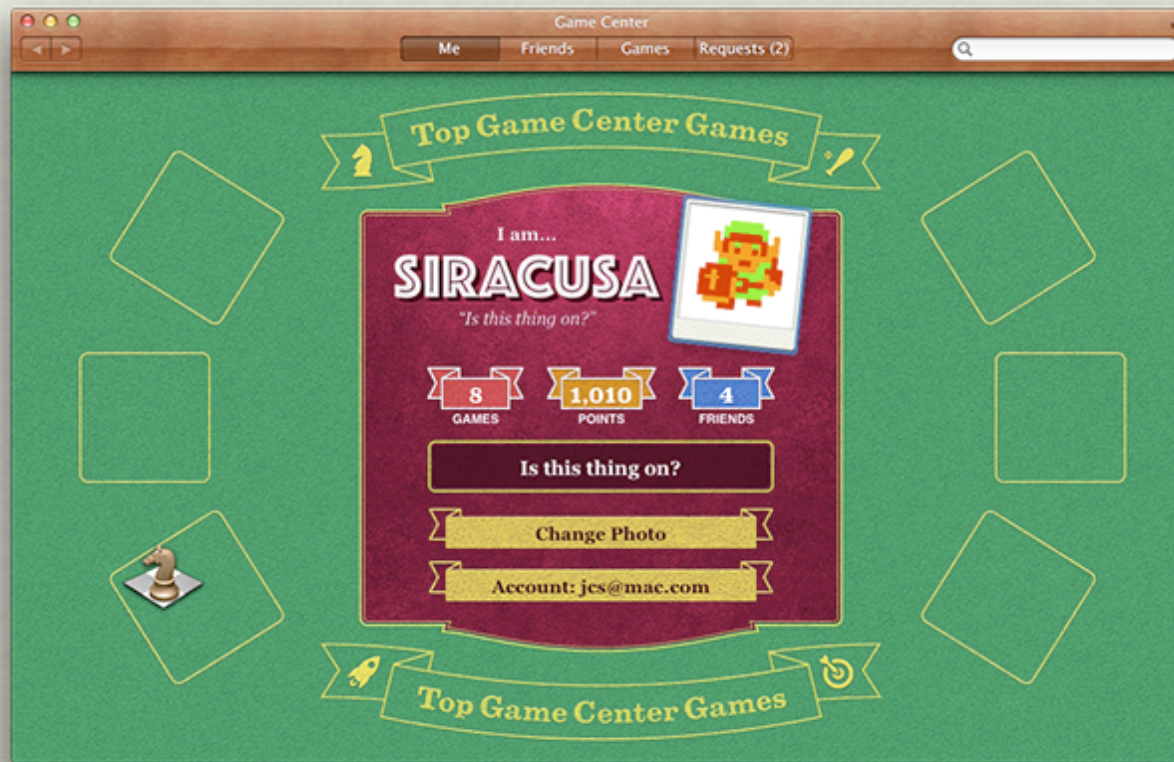 Game Center
Me Friends Games Requests (2)
Top Game Center Games
I am...
SIRACUSA
"Is this thing on?"
8 1,010 4
GAMES POINTS FRIENDS
Is this thing on?
Change Photo
Account: jcs@mac.com
Top Game Center Games